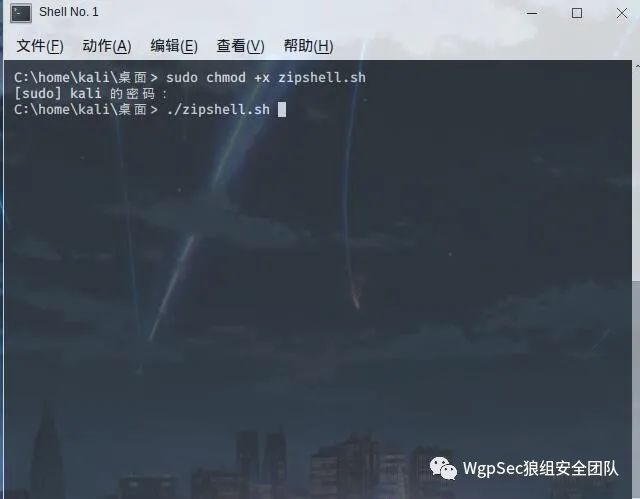 Shell No. 1
文件(F) 动作(A) 编辑(E) 查看(V) 帮助(H)
C:\home\kali\桌面> sudo chmod +x zipshell.sh
[sudo] kali 的密码：
C:\home\kali\桌面> ./zipshell.sh
WgpSec狼组安全团队